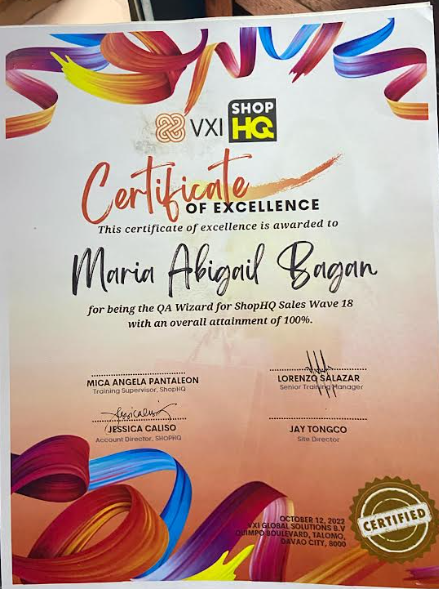 VXI
SHOP
HQ
Certificate
OF EXCELLENCE
This certificate of excellence is awarded to
Maria Abigail Bagan
for being the QA Wizard for ShopHQ Sales Wave 18
with an overall attainment of 100%.
MICA ANGELA PANTALEON
Training Supervisor, ShopHQ
LORENZO SALAZAR
Senior Training Manager
JESSICA CALISO
Account Director, SHOPHQ
JAY TONGCO
Site Director
OCTOBER 12, 2023
VXI GLOBAL SOLUTIONS B.V
QUIMPO BOULEVARD, TALOMO,
DAVAO CITY, 8000
CERTIFIED